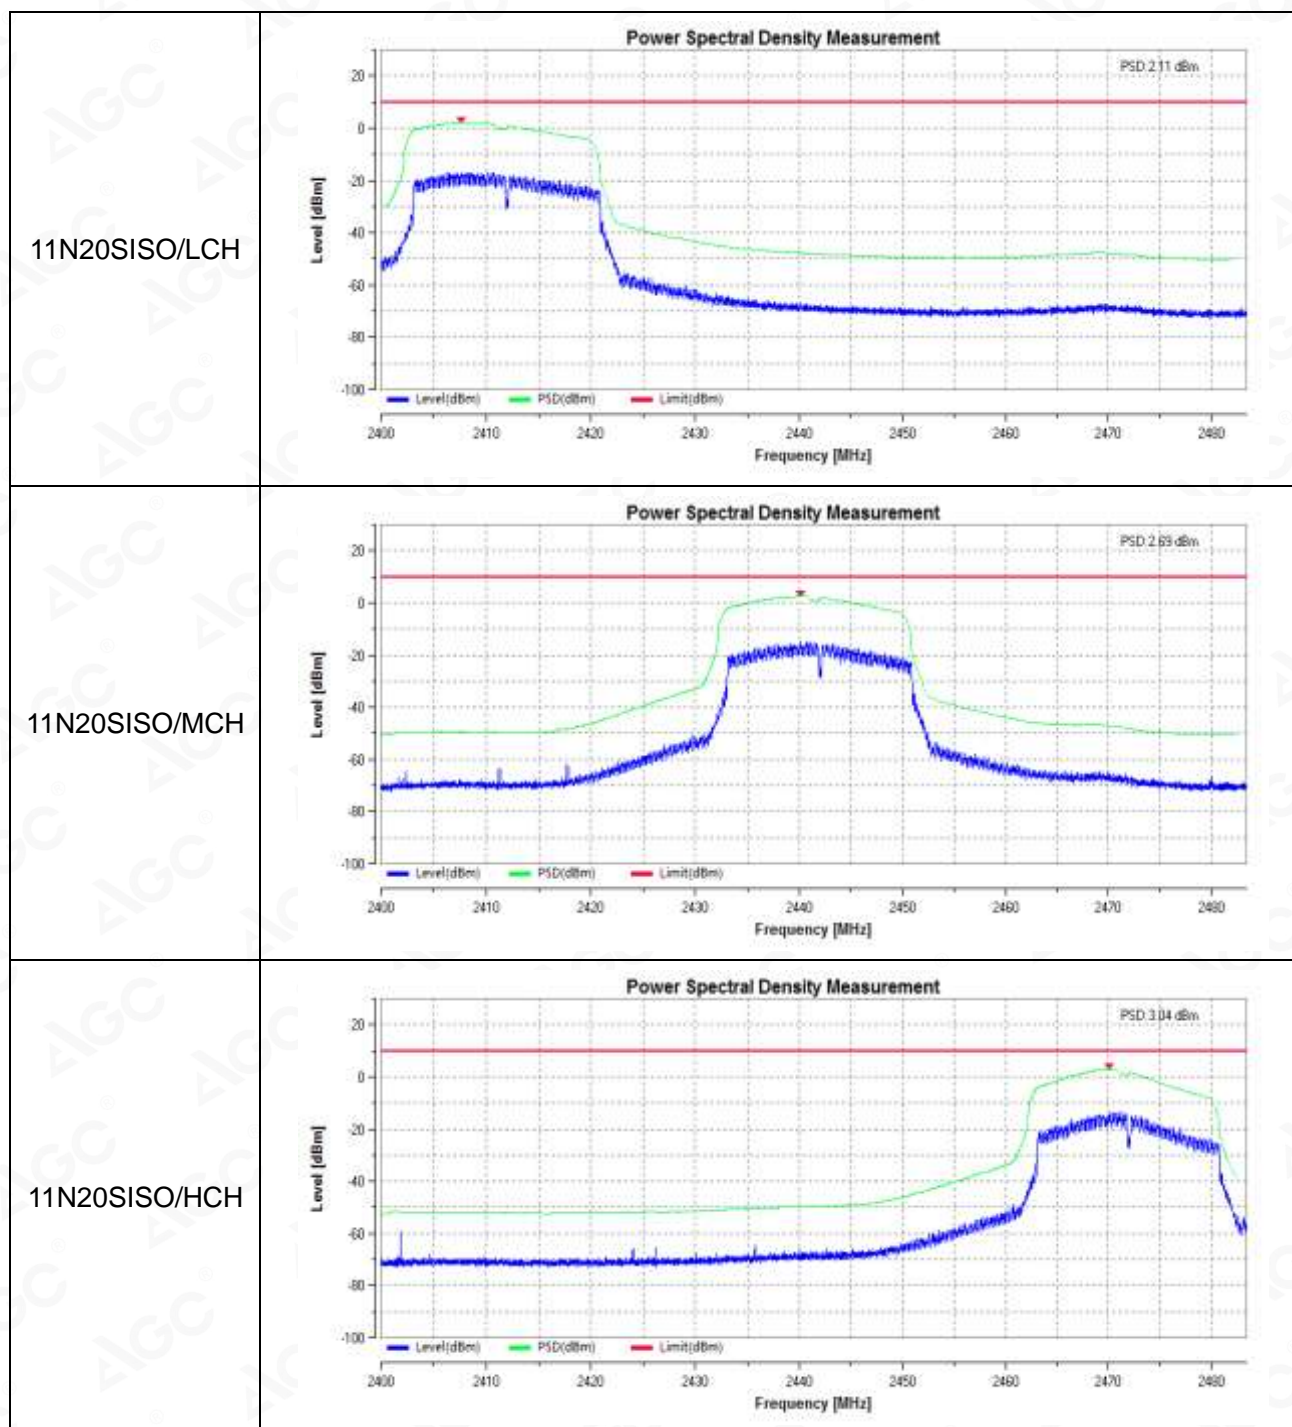 11N20SISO/LCH
Power Spectral Density Measurement
PSD:2.11 dBm
Level [dBm]
20
0
-20
-40
-60
-80
-100
Level(dBm) PSD(dBm) Limit(dBm)
2400 2410 2420 2430 2440 2450 2460 2470 2480
Frequency [MHz]
11N20SISO/MCH
Power Spectral Density Measurement
PSD:2.69 dBm
Level [dBm]
20
0
-20
-40
-60
-80
-100
Level(dBm) PSD(dBm) Limit(dBm)
2400 2410 2420 2430 2440 2450 2460 2470 2480
Frequency [MHz]
11N20SISO/HCH
Power Spectral Density Measurement
PSD:3.04 dBm
Level [dBm]
20
0
-20
-40
-60
-80
-100
Level(dBm) PSD(dBm) Limit(dBm)
2400 2410 2420 2430 2440 2450 2460 2470 2480
Frequency [MHz]